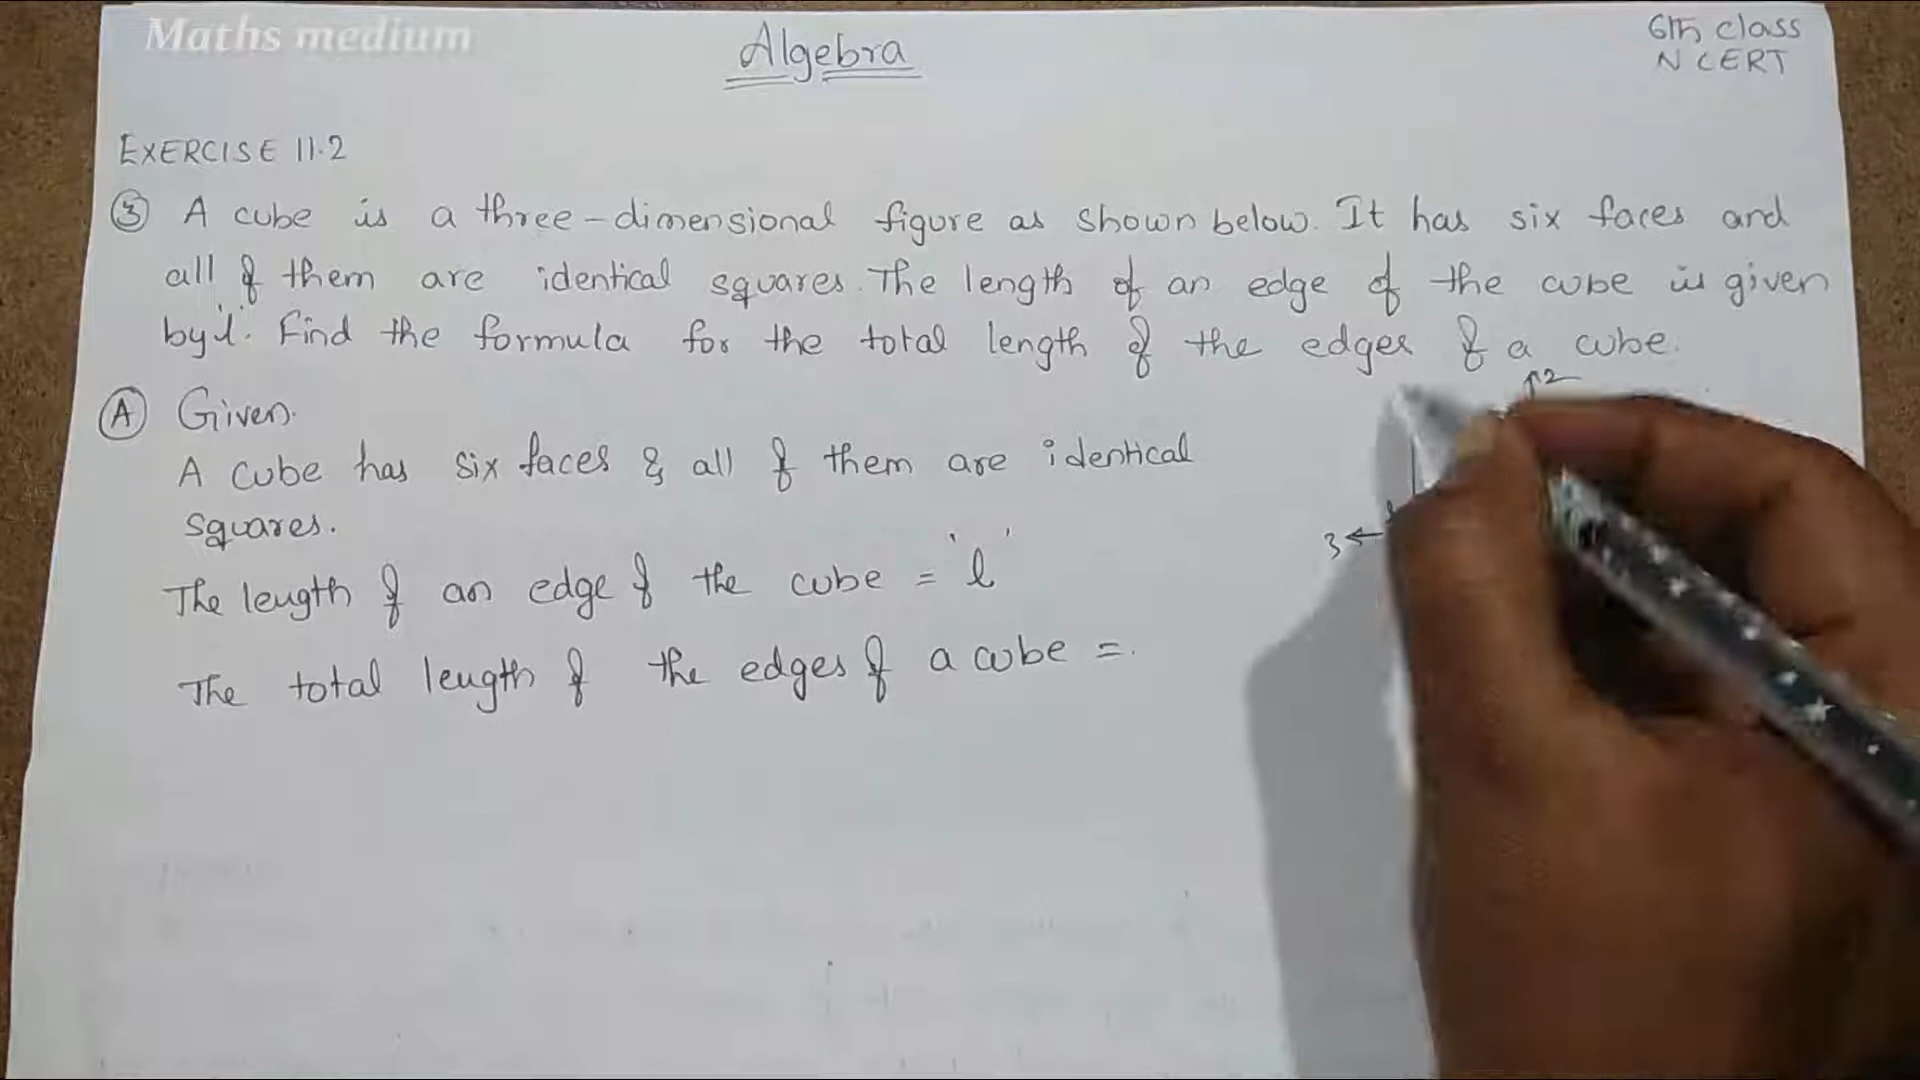 Maths medium
Algebra
6th class
NCERT
EXERCISE 11.2
③ A cube is a three-dimensional figure as shown below. It has six faces and
all of them are identical squares. The length of an edge of the cube is given
by 'l'. Find the formula for the total length of the edges of a cube.
2
Ⓐ Given.
A cube has six faces & all of them are identical
squares.
3
The length of an edge of the cube = 'l'
The total length of the edges of a cube =.